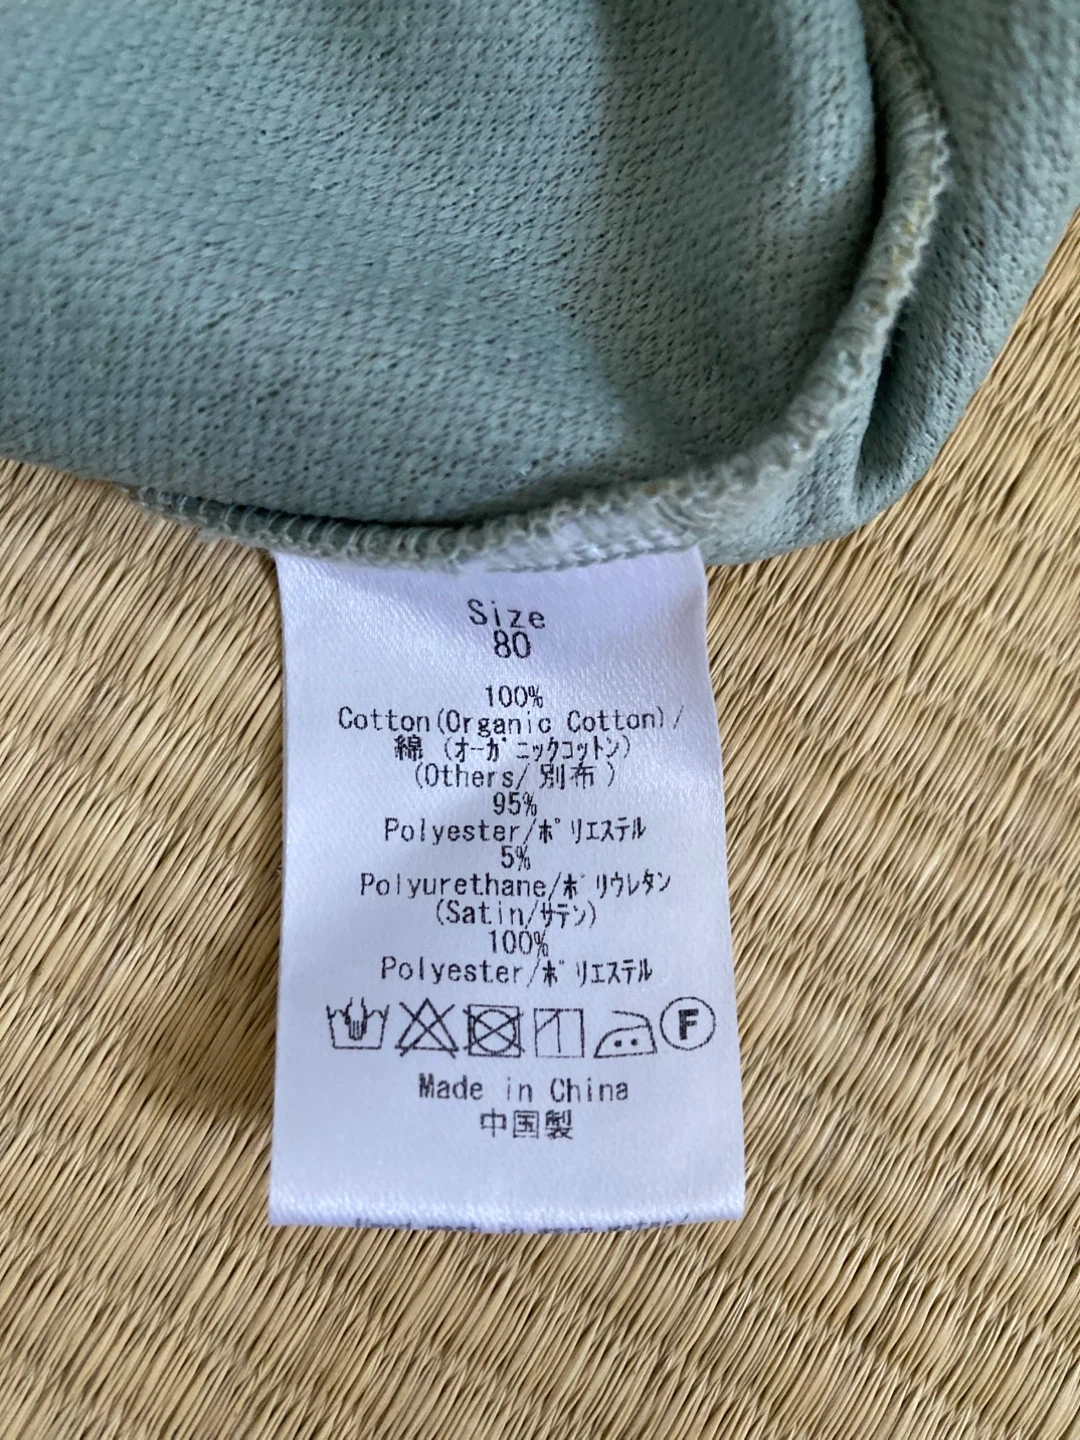 Size
80
100%
Cotton(Organic Cotton)/
綿 (ｵｰｶﾞﾆｯｸｺｯﾄﾝ)
(Others/別布)
95%
Polyester/ﾎﾟﾘｴｽﾃﾙ
5%
Polyurethane/ﾎﾟﾘｳﾚﾀﾝ
(Satin/ｻﾃﾝ)
100%
Polyester/ﾎﾟﾘｴｽﾃﾙ
F
Made in China
中国製